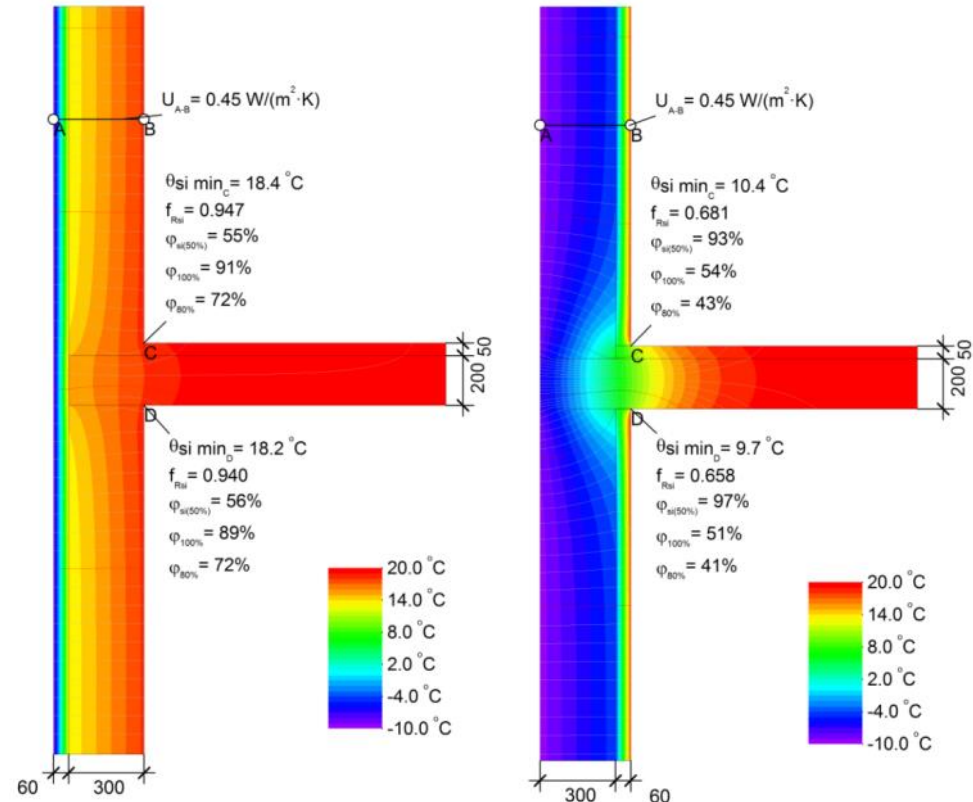 U_A-B = 0.45 W/(m²·K)
A
B
θsi min_C = 18.4 °C
f_Rsi = 0.947
φ_si(50%) = 55%
φ_100% = 91%
φ_80% = 72%
C
50
200
D
θsi min_D = 18.2 °C
f_Rsi = 0.940
φ_si(50%) = 56%
φ_100% = 89%
φ_80% = 72%
20.0 °C
14.0 °C
8.0 °C
2.0 °C
-4.0 °C
-10.0 °C
60
300
U_A-B = 0.45 W/(m²·K)
A
B
θsi min_C = 10.4 °C
f_Rsi = 0.681
φ_si(50%) = 93%
φ_100% = 54%
φ_80% = 43%
C
50
200
D
θsi min_D = 9.7 °C
f_Rsi = 0.658
φ_si(50%) = 97%
φ_100% = 51%
φ_80% = 41%
20.0 °C
14.0 °C
8.0 °C
2.0 °C
-4.0 °C
-10.0 °C
300
60